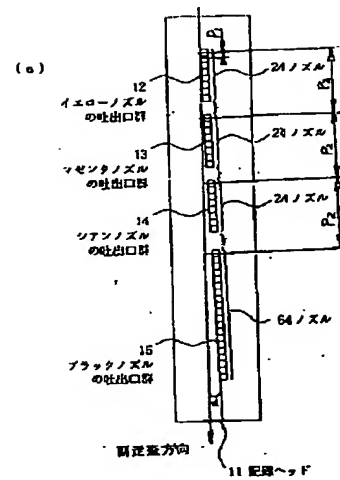 (a)
P₁
12
24ノズル
イエローノズル
の吐出口群
P₂
13
24ノズル
マゼンタノズル
の吐出口群
P₂
14
24ノズル
シアンノズル
の吐出口群
P₂
64ノズル
15
ブラックノズル
の吐出口群
副走査方向
11 記録ヘッド